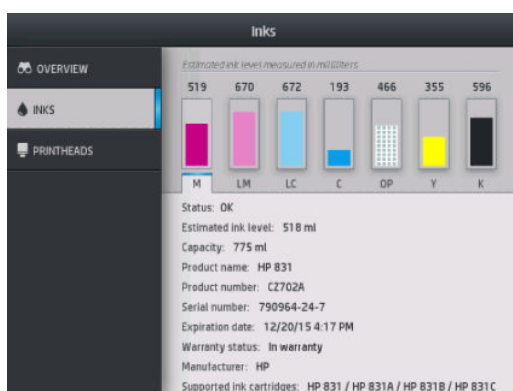 Inks
OVERVIEW
INKS
PRINTHEADS
Estimated ink level measured in milliliters
519 670 672 193 466 355 596
M LM LC C OP Y K
Status: OK
Estimated ink level: 518 ml
Capacity: 775 ml
Product name: HP 831
Product number: CZ702A
Serial number: 790964-24-7
Expiration date: 12/20/15 4:17 PM
Warranty status: In warranty
Manufacturer: HP
Supported ink cartridges: HP 831 / HP 831A / HP 831B / HP 831C